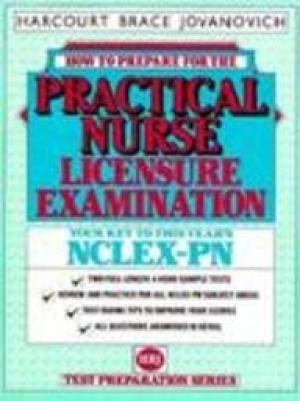 HARCOURT BRACE JOVANOVICH
HOW TO PREPARE FOR THE
PRACTICAL
NURSE
LICENSURE
EXAMINATION
YOUR KEY TO THIS YEAR'S
NCLEX-PN
TWO FULL-LENGTH 4-HOUR SAMPLE TESTS
REVIEW AND PRACTICE FOR ALL NCLEX-PN SUBJECT AREAS
TEST-TAKING TIPS TO IMPROVE YOUR SCORES
ALL QUESTIONS ANSWERED IN DETAIL
HBJ
TEST PREPARATION SERIES